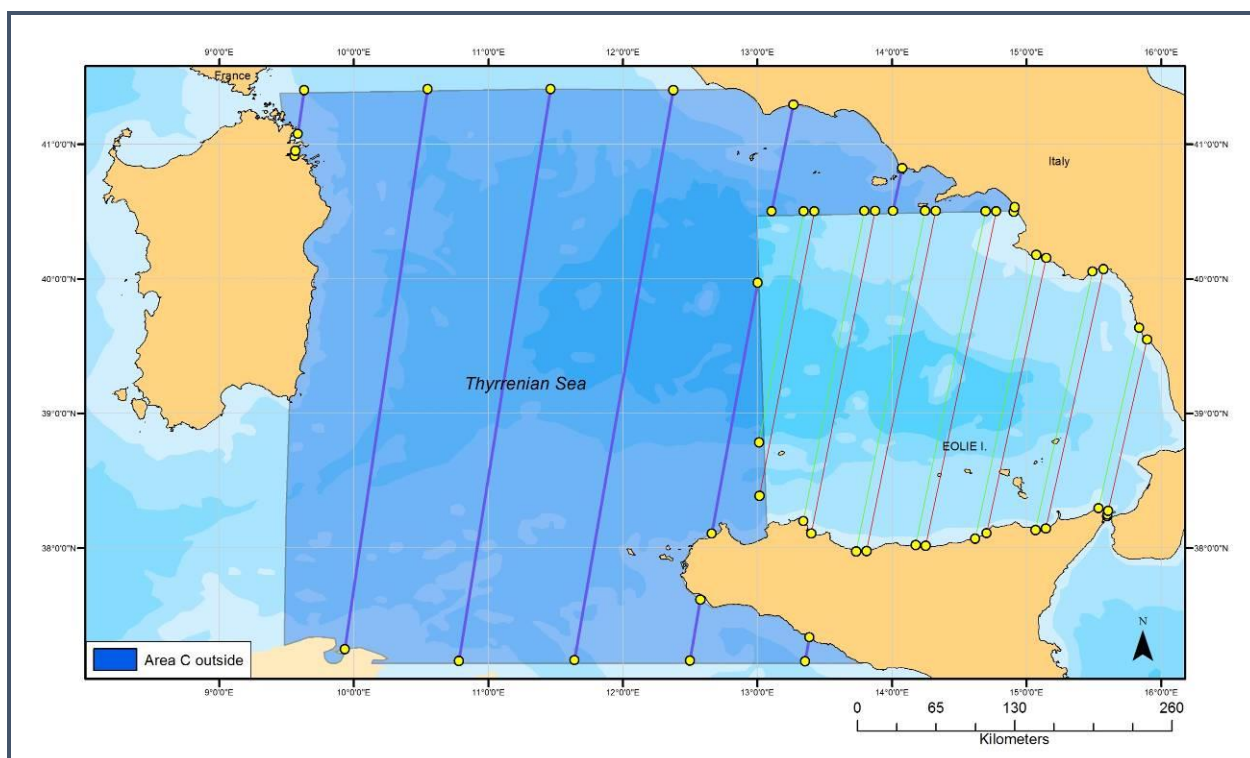 9°0'0"E 10°0'0"E 11°0'0"E 12°0'0"E 13°0'0"E 14°0'0"E 15°0'0"E 16°0'0"E
France
41°0'0"N 41°0'0"N
Italy
40°0'0"N 40°0'0"N
Thyrrenian Sea
39°0'0"N 39°0'0"N
EOLIE I.
38°0'0"N 38°0'0"N
N
Area C outside
9°0'0"E 10°0'0"E 11°0'0"E 12°0'0"E 13°0'0"E 14°0'0"E 15°0'0"E 16°0'0"E
0 65 130 260
Kilometers